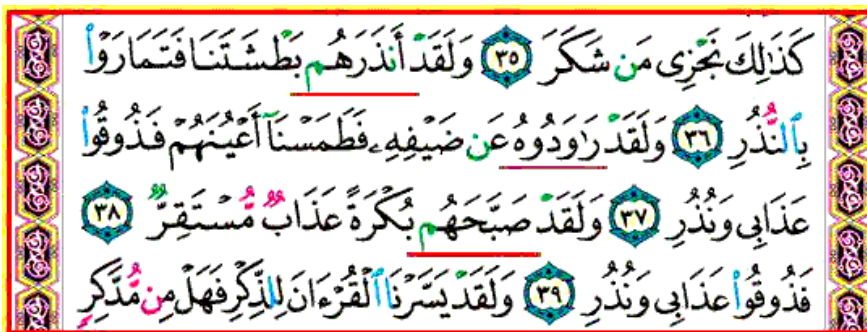 كَذَٰلِكَ نَجْزِى مَن شَكَرَ ٣٥ وَلَقَدْ أَنذَرَهُم بَطْشَتَنَا فَتَمَارَوْا۟
بِٱلنُّذُرِ ٣٦ وَلَقَدْ رَٰوَدُوهُ عَن ضَيْفِهِۦ فَطَمَسْنَآ أَعْيُنَهُمْ فَذُوقُوا۟
عَذَابِى وَنُذُرِ ٣٧ وَلَقَدْ صَبَّحَهُم بُكْرَةً عَذَابٌ مُّسْتَقِرٌّ ٣٨
فَذُوقُوا۟ عَذَابِى وَنُذُرِ ٣٩ وَلَقَدْ يَسَّرْنَا ٱلْقُرْءَانَ لِلذِّكْرِ فَهَلْ مِن مُّدَّكِرٍ